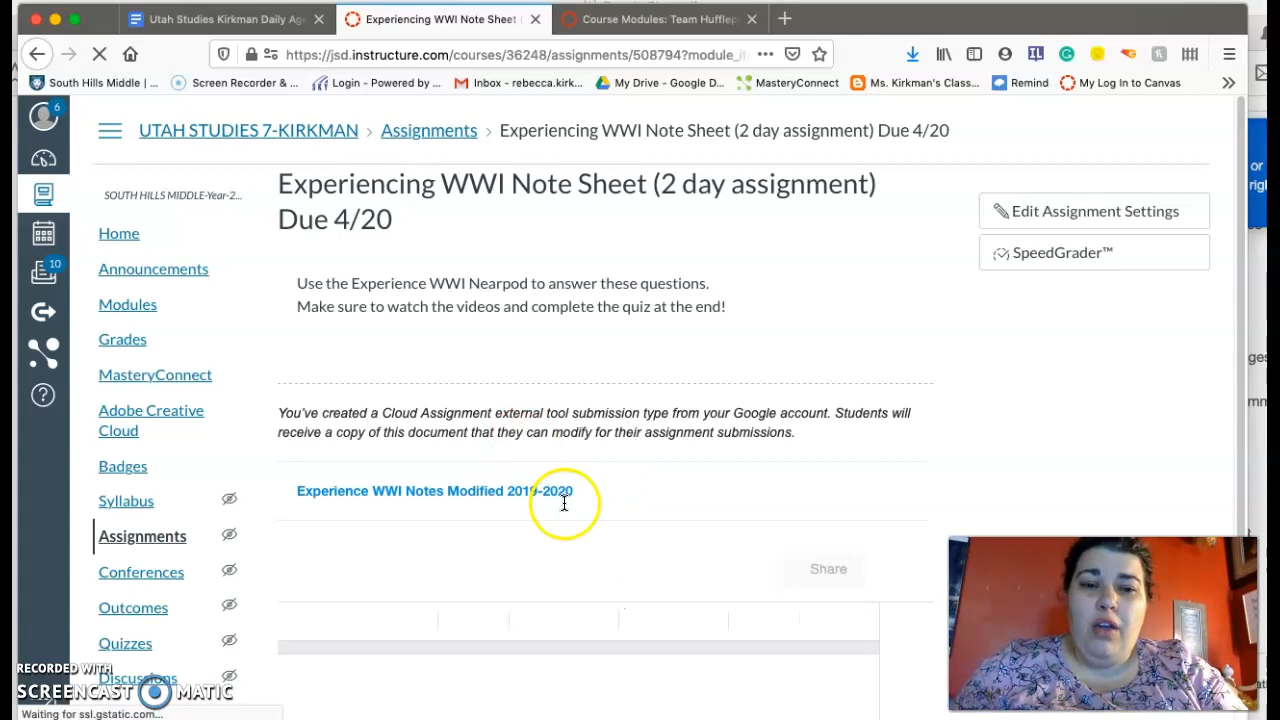 Utah Studies Kirkman Daily Age
Experiencing WWI Note Sheet
Course Modules: Team Hufflep
https://jsd.instructure.com/courses/36248/assignments/508794?module_i
South Hills Middle |...
Screen Recorder &...
Login - Powered by...
Inbox - rebecca.kirk...
My Drive - Google D...
MasteryConnect
Ms. Kirkman's Class...
Remind
My Log In to Canvas
6
UTAH STUDIES 7-KIRKMAN > Assignments > Experiencing WWI Note Sheet (2 day assignment) Due 4/20
SOUTH HILLS MIDDLE-Year-2...
Experiencing WWI Note Sheet (2 day assignment)
Due 4/20
Edit Assignment Settings
SpeedGrader™
Home
Announcements
10
Modules
Grades
MasteryConnect
Adobe Creative
Cloud
Badges
Syllabus
Assignments
Conferences
Outcomes
Quizzes
Discussions
Use the Experience WWI Nearpod to answer these questions.
Make sure to watch the videos and complete the quiz at the end!
You've created a Cloud Assignment external tool submission type from your Google account. Students will
receive a copy of this document that they can modify for their assignment submissions.
Experience WWI Notes Modified 2019-2020
Share
RECORDED WITH
SCREENCAST MATIC
Waiting for ssl.gstatic.com...
or